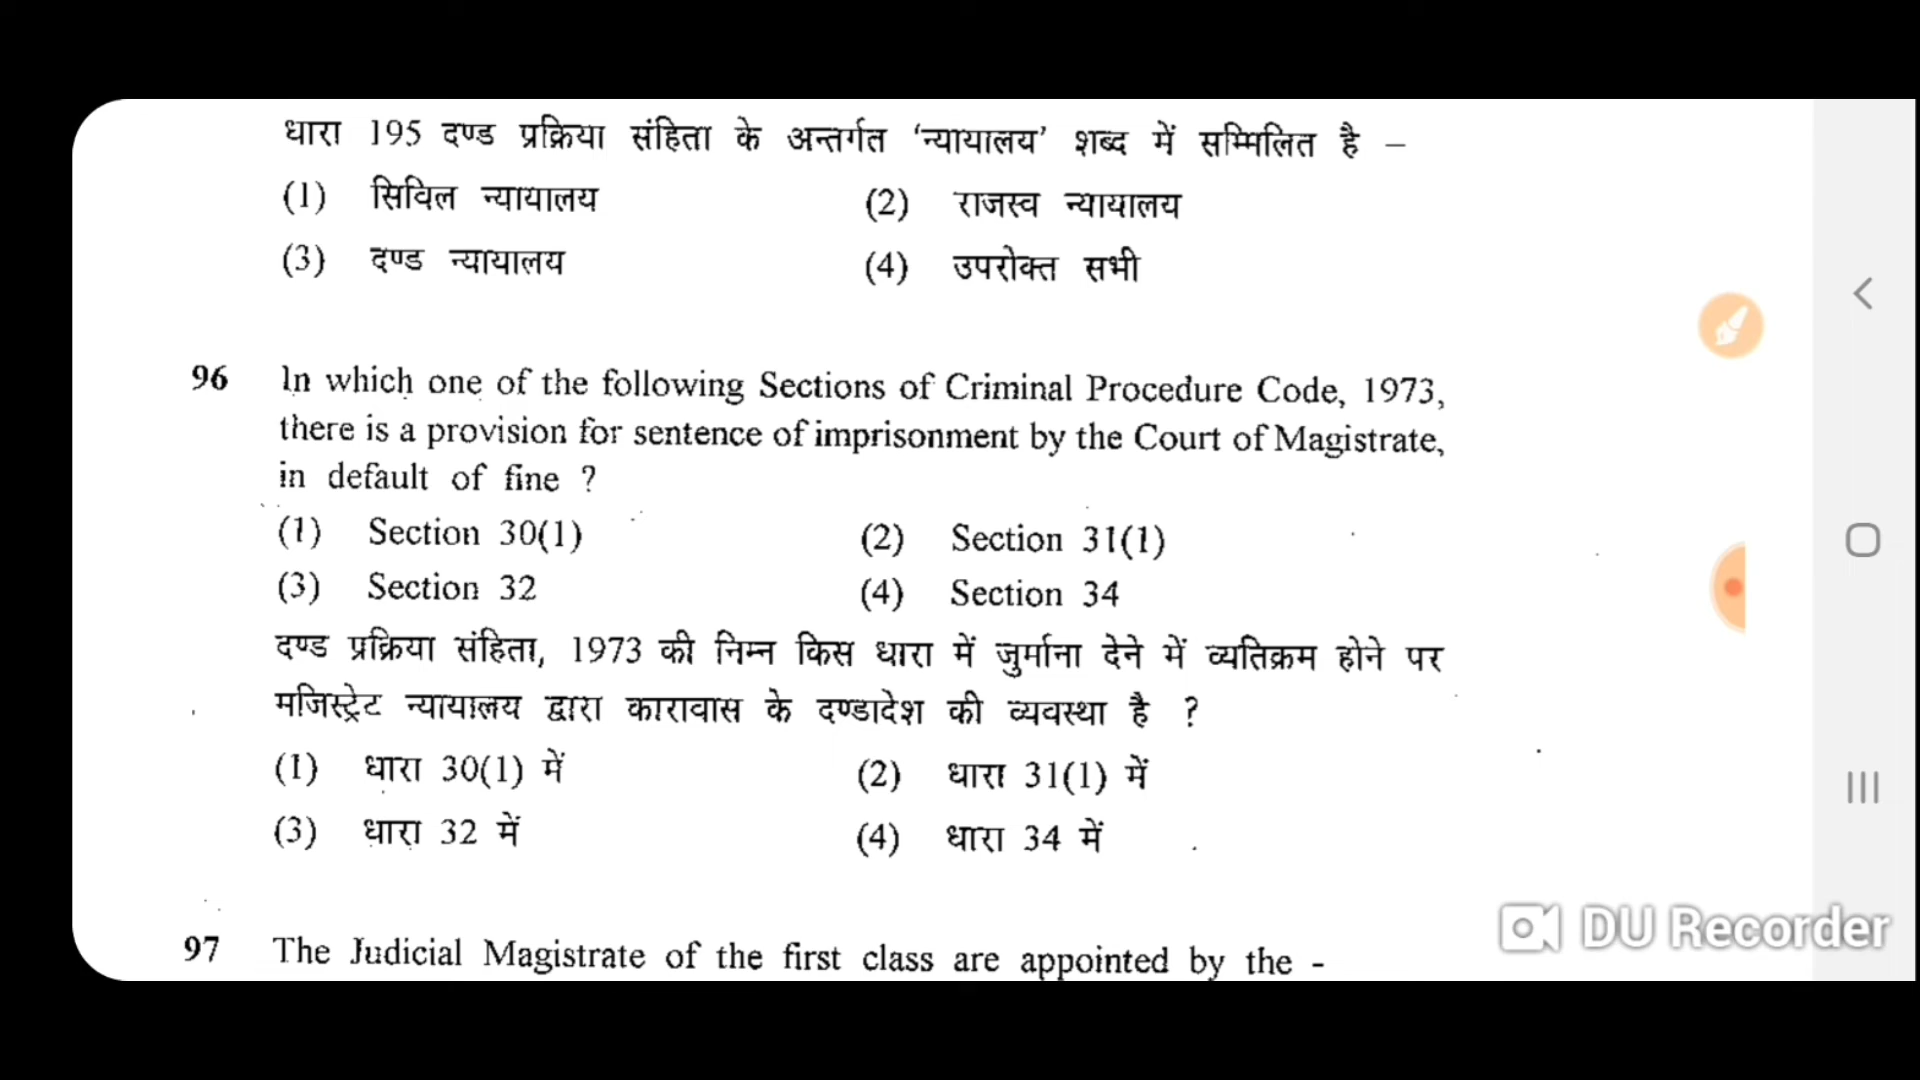 धारा 195 दण्ड प्रक्रिया संहिता के अन्तर्गत ‘न्यायालय’ शब्द में सम्मिलित है –
(1) सिविल न्यायालय (2) राजस्व न्यायालय
(3) दण्ड न्यायालय (4) उपरोक्त सभी
96 In which one of the following Sections of Criminal Procedure Code, 1973,
there is a provision for sentence of imprisonment by the Court of Magistrate,
in default of fine ?
(1) Section 30(1) (2) Section 31(1)
(3) Section 32 (4) Section 34
दण्ड प्रक्रिया संहिता, 1973 की निम्न किस धारा में जुर्माना देने में व्यतिक्रम होने पर
मजिस्ट्रेट न्यायालय द्वारा कारावास के दण्डादेश की व्यवस्था है ?
(1) धारा 30(1) में (2) धारा 31(1) में
(3) धारा 32 में (4) धारा 34 में
97 The Judicial Magistrate of the first class are appointed by the -
DU Recorder